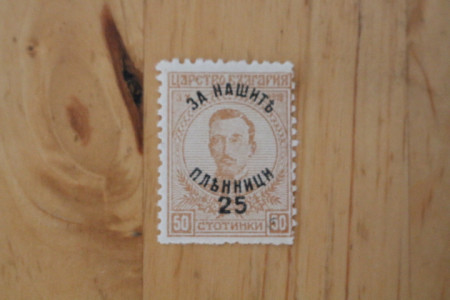 ЦАРСТВО БЪЛГАРИЯ
ЗА НАШИТѢ
ПЛѢННИЦИ
25
50 50
СТОТИНКИ